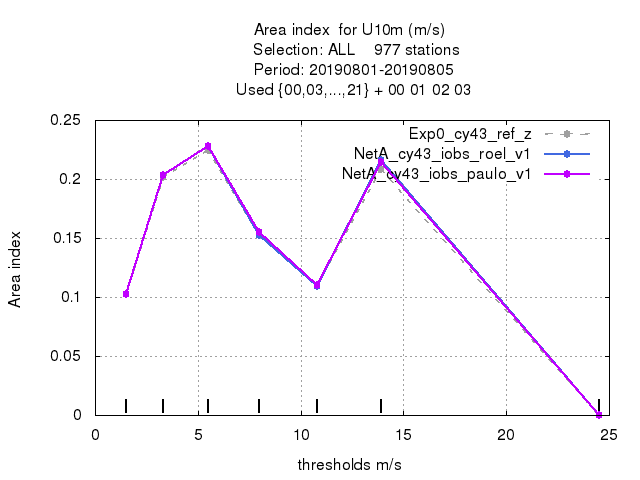 Area index  for U10m (m/s)
Selection: ALL    977 stations
Period: 20190801-20190805
Used {00,03,...,21} + 00 01 02 03
0.25
0.2
0.15
0.1
0.05
0
Area index
Exp0_cy43_ref_z
NetA_cy43_iobs_roel_v1
NetA_cy43_iobs_paulo_v1
0 5 10 15 20 25
thresholds m/s